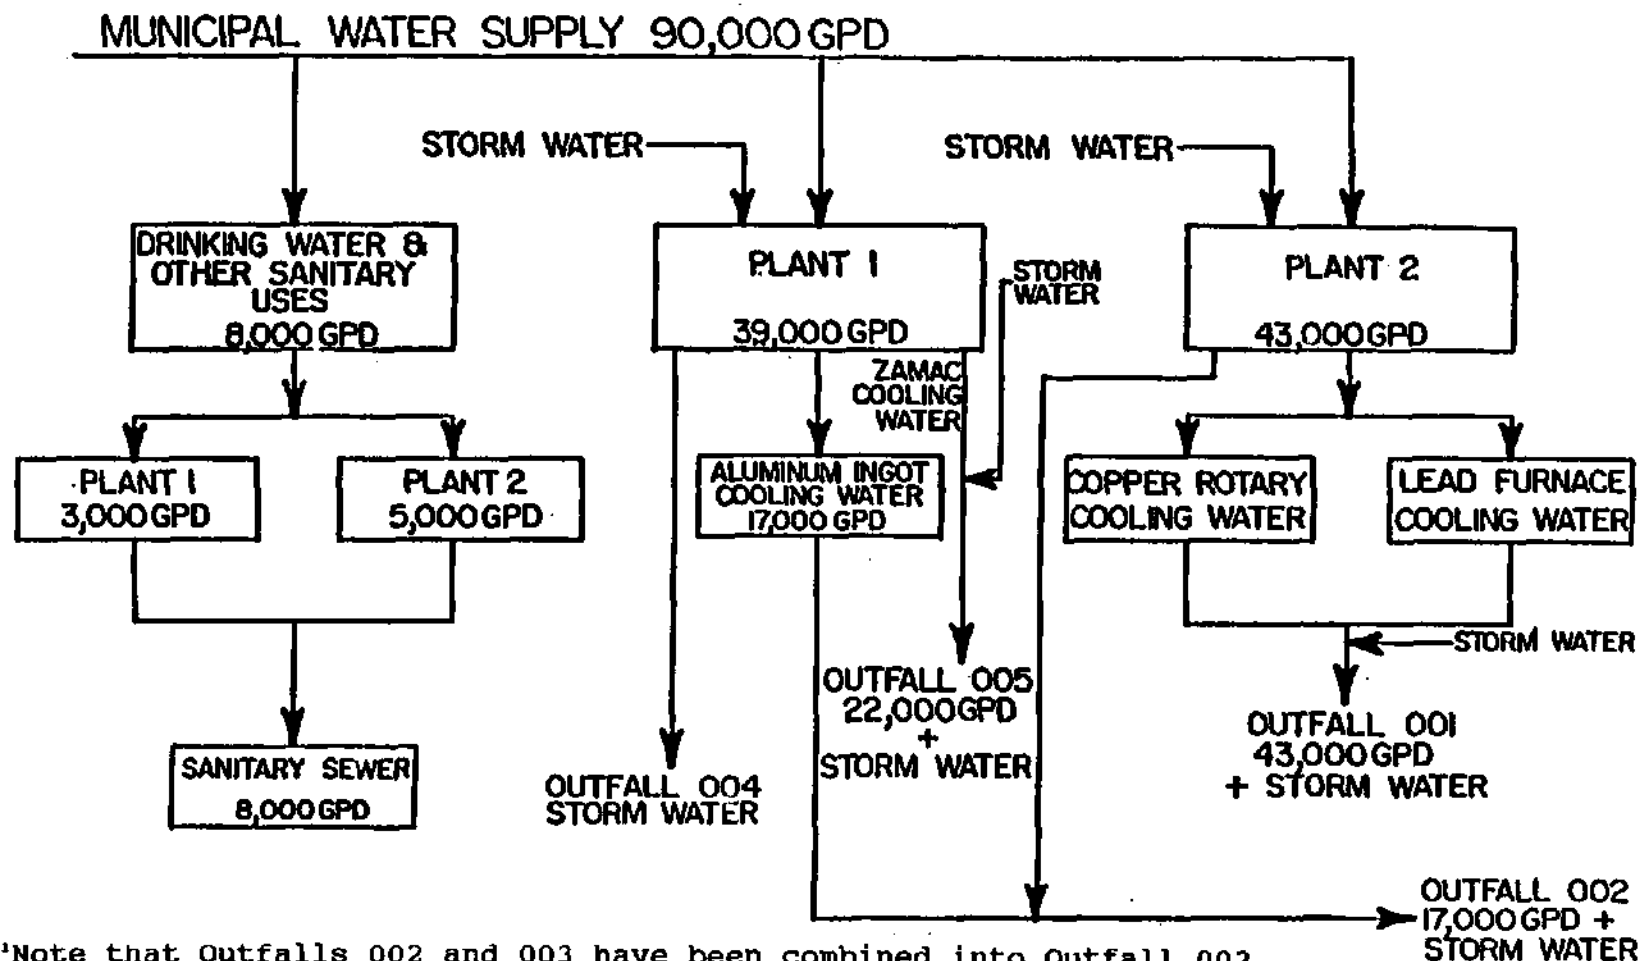 MUNICIPAL WATER SUPPLY 90,000 GPD
STORM WATER
STORM WATER
DRINKING WATER &
OTHER SANITARY
USES
8,000 GPD
PLANT 1
39,000 GPD
STORM
WATER
PLANT 2
43,000 GPD
ZAMAC
COOLING
WATER
PLANT 1
3,000 GPD
PLANT 2
5,000 GPD
ALUMINUM INGOT
COOLING WATER
17,000 GPD
COPPER ROTARY
COOLING WATER
LEAD FURNACE
COOLING WATER
STORM WATER
OUTFALL 005
22,000 GPD
+
STORM WATER
OUTFALL 001
43,000 GPD
+ STORM WATER
SANITARY SEWER
8,000 GPD
OUTFALL 004
STORM WATER
OUTFALL 002
17,000 GPD +
STORM WATER
¹Note that Outfalls 002 and 003 have been combined into Outfall 002